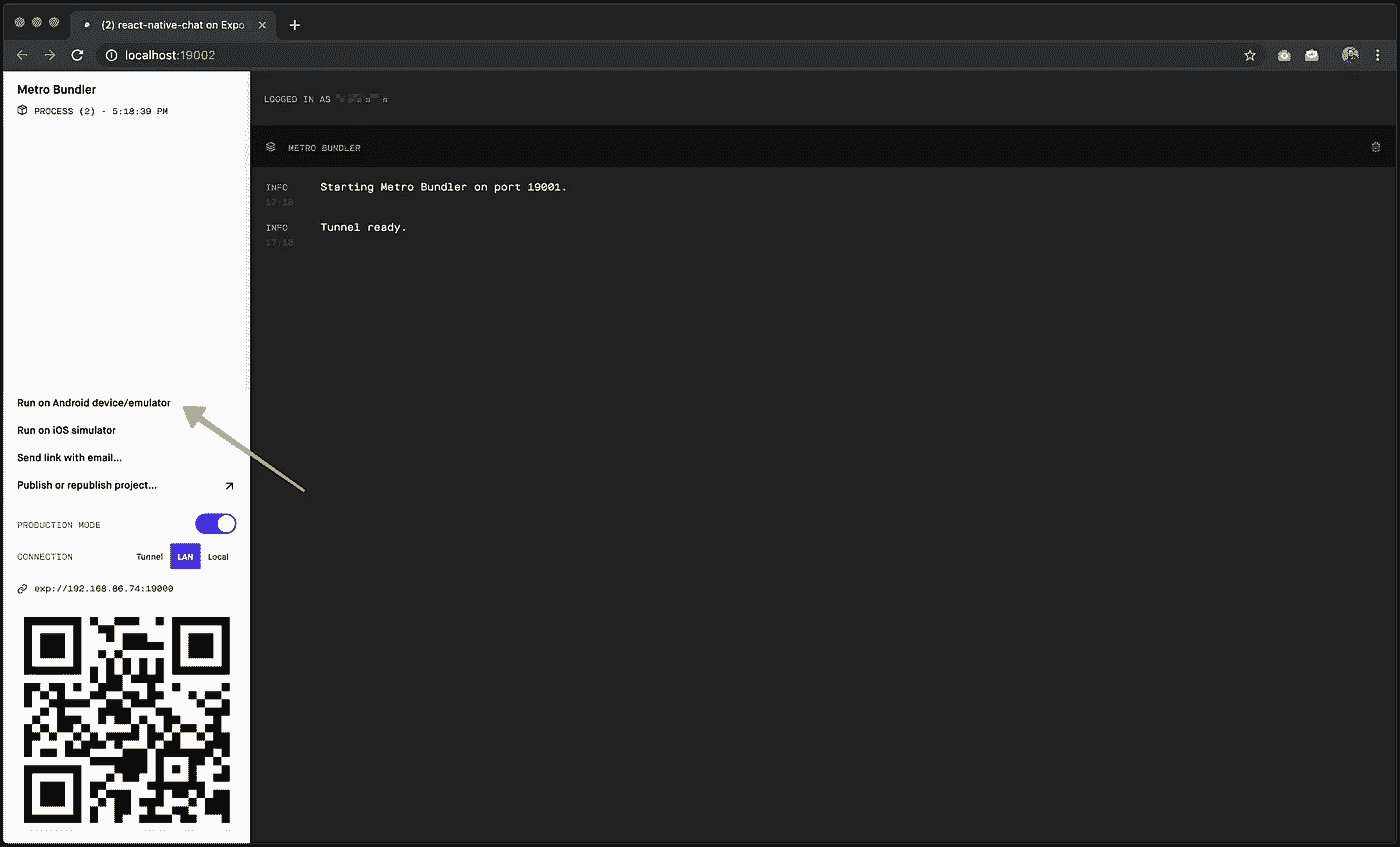 (2) react-native-chat on Expo
localhost:19002
Metro Bundler
PROCESS (2) - 5:18:39 PM
LOGGED IN AS
METRO BUNDLER
INFO Starting Metro Bundler on port 19001.
17:18
INFO Tunnel ready.
17:18
Run on Android device/emulator
Run on iOS simulator
Send link with email...
Publish or republish project...
PRODUCTION MODE
CONNECTION Tunnel LAN Local
exp://192.168.86.74:19000